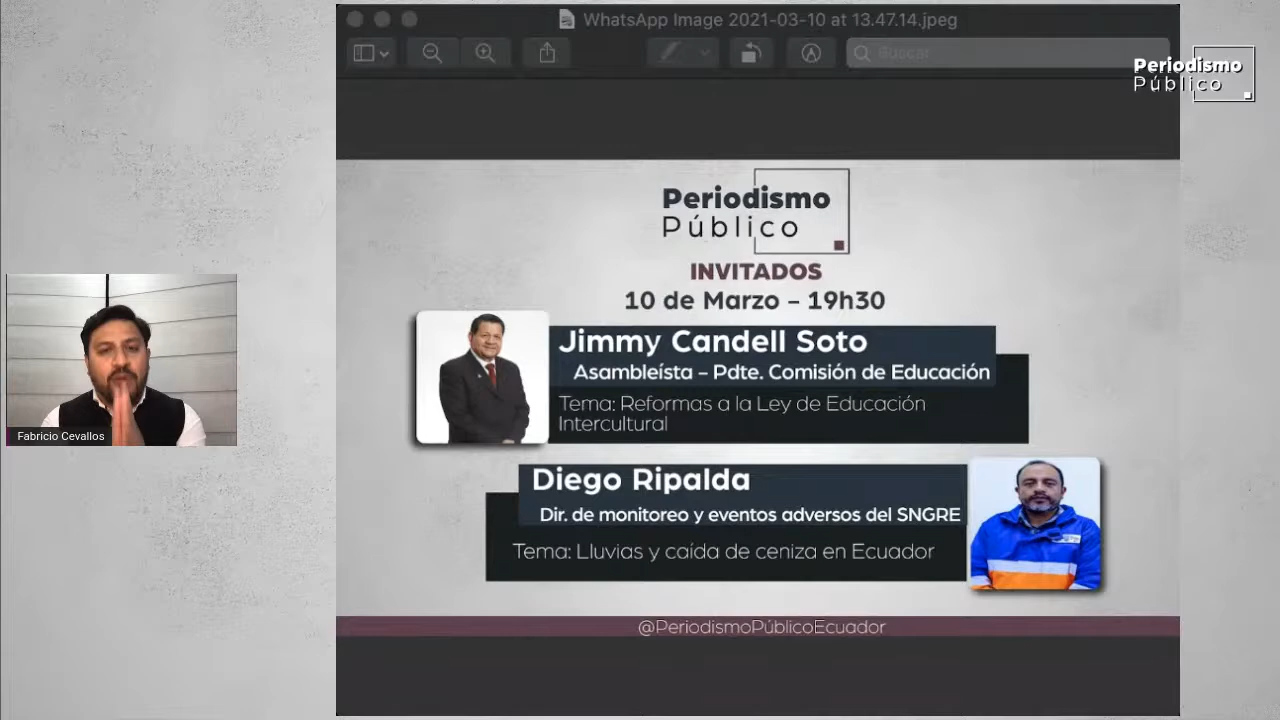 WhatsApp Image 2021-03-10 at 13.47.14.jpeg
Buscar
Periodismo
Público
Periodismo
Público
INVITADOS
10 de Marzo - 19h30
Jimmy Candell Soto
Asambleísta - Pdte. Comisión de Educación
Tema: Reformas a la Ley de Educación
Intercultural
Fabricio Cevallos
Diego Ripalda
Dir. de monitoreo y eventos adversos del SNGRE
Tema: Lluvias y caída de ceniza en Ecuador
@PeriodismoPúblicoEcuador